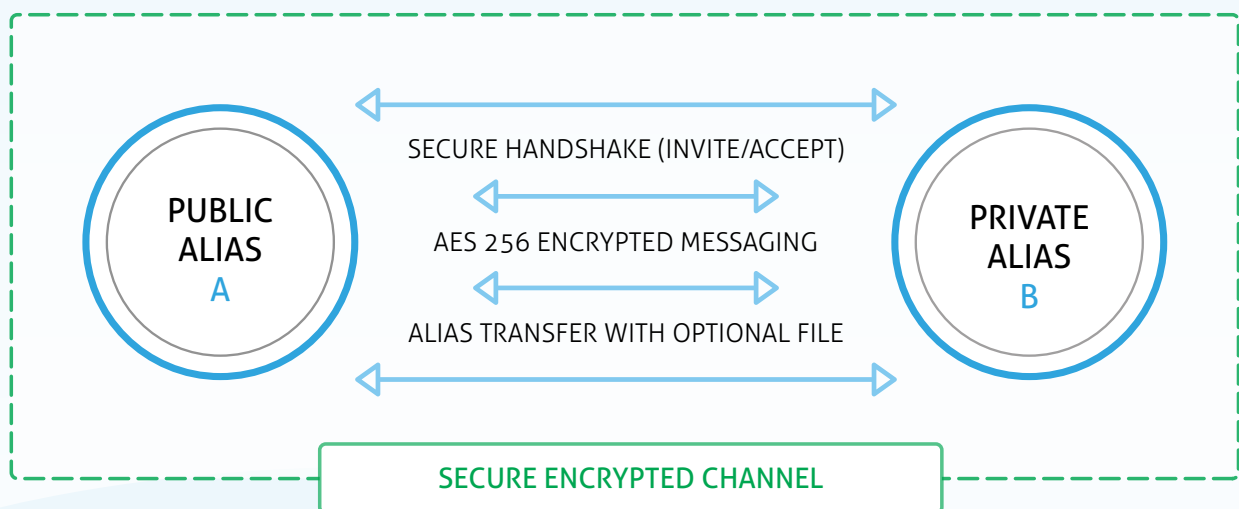 SECURE HANDSHAKE (INVITE/ACCEPT)
PUBLIC
ALIAS
A
AES 256 ENCRYPTED MESSAGING
PRIVATE
ALIAS
B
ALIAS TRANSFER WITH OPTIONAL FILE
SECURE ENCRYPTED CHANNEL